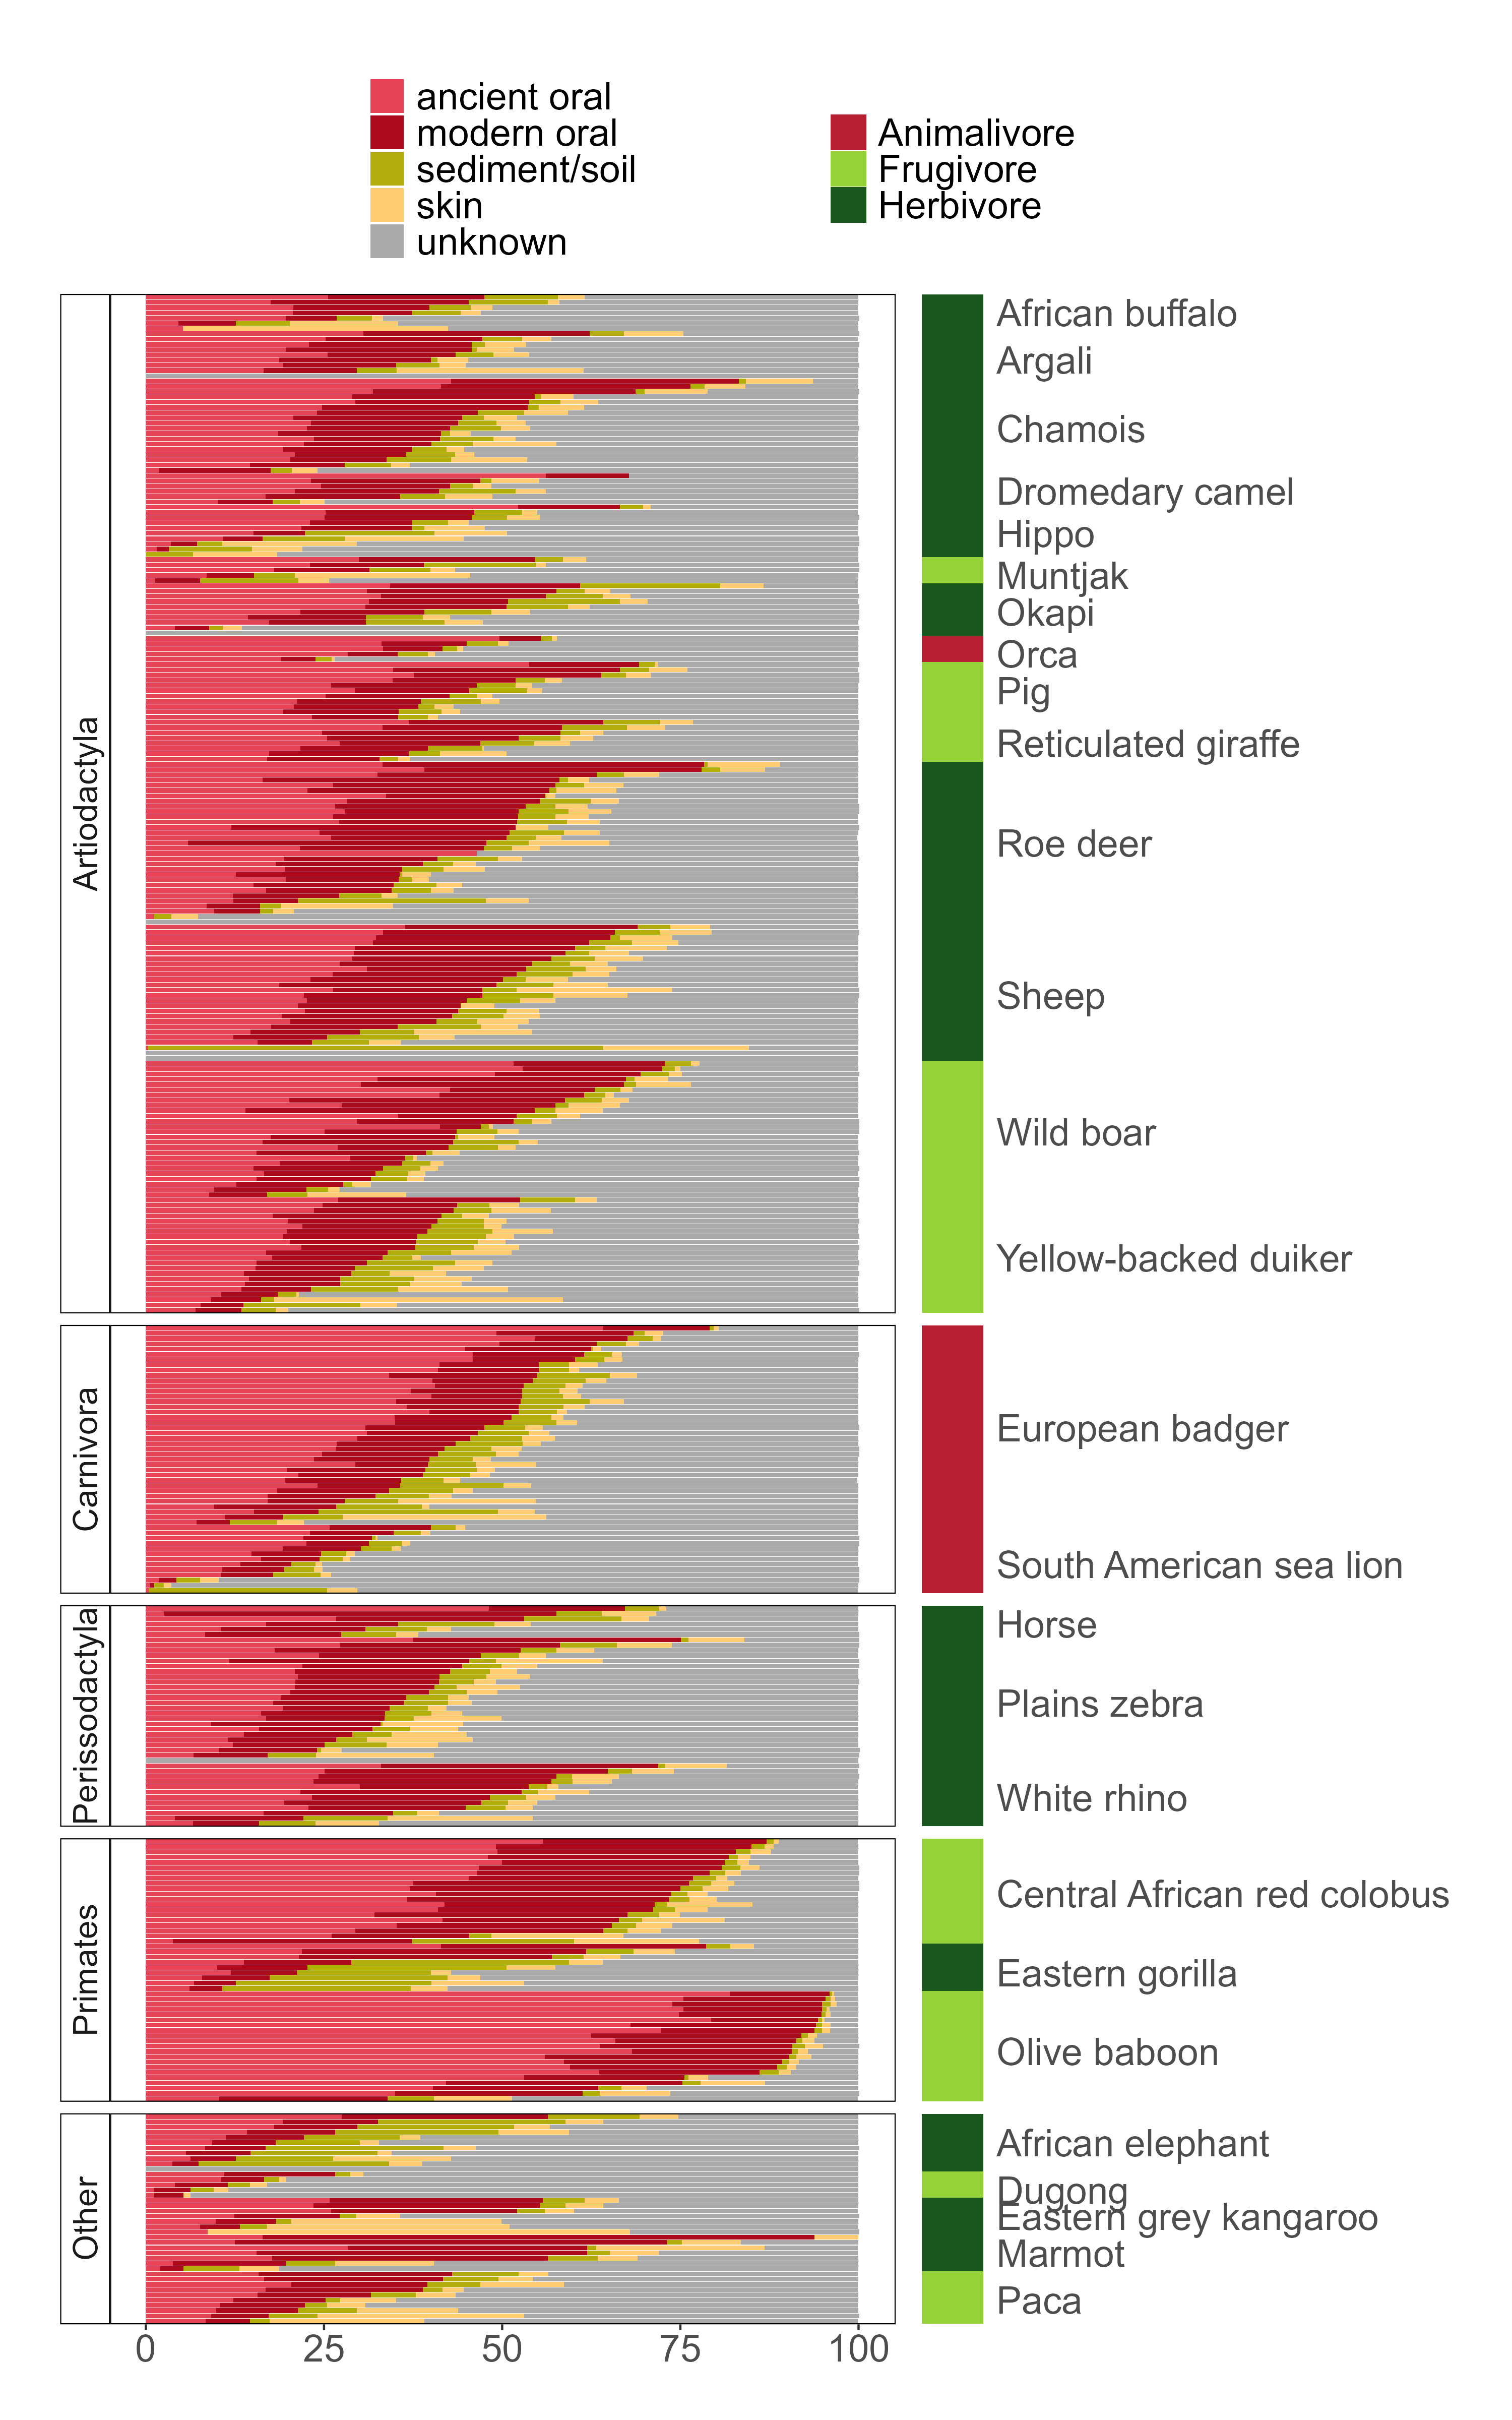 ancient oral
modern oral
sediment/soil
skin
unknown
Animalivore
Frugivore
Herbivore
Artiodactyla
African buffalo
Argali
Chamois
Dromedary camel
Hippo
Muntjak
Okapi
Orca
Pig
Reticulated giraffe
Roe deer
Sheep
Wild boar
Yellow-backed duiker
Carnivora
European badger
South American sea lion
Perissodactyla
Horse
Plains zebra
White rhino
Primates
Central African red colobus
Eastern gorilla
Olive baboon
Other
African elephant
Dugong
Eastern grey kangaroo
Marmot
Paca
0 25 50 75 100